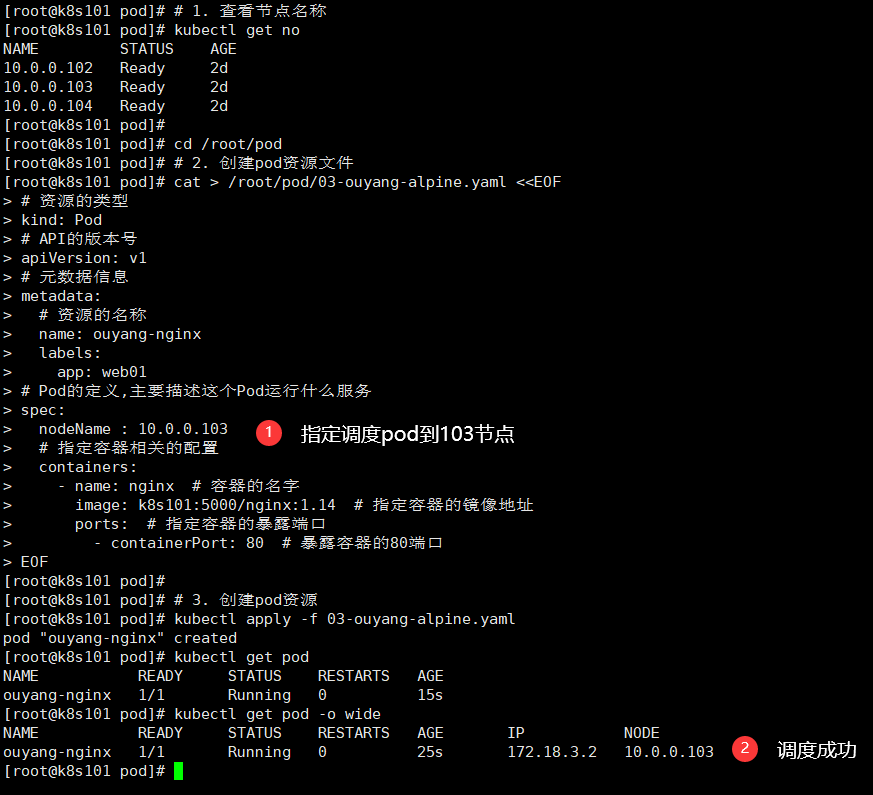 [root@k8s101 pod]# # 1. 查看节点名称
[root@k8s101 pod]# kubectl get no
NAME         STATUS    AGE
10.0.0.102   Ready     2d
10.0.0.103   Ready     2d
10.0.0.104   Ready     2d
[root@k8s101 pod]#
[root@k8s101 pod]# cd /root/pod
[root@k8s101 pod]# # 2. 创建pod资源文件
[root@k8s101 pod]# cat > /root/pod/03-ouyang-alpine.yaml <<EOF
> # 资源的类型
> kind: Pod
> # API的版本号
> apiVersion: v1
> # 元数据信息
> metadata:
>   # 资源的名称
>   name: ouyang-nginx
>   labels:
>     app: web01
> # Pod的定义,主要描述这个Pod运行什么服务
> spec:
>   nodeName : 10.0.0.103   1 指定调度pod到103节点
>   # 指定容器相关的配置
>   containers:
>     - name: nginx  # 容器的名字
>       image: k8s101:5000/nginx:1.14  # 指定容器的镜像地址
>       ports:  # 指定容器的暴露端口
>         - containerPort: 80  # 暴露容器的80端口
> EOF
[root@k8s101 pod]#
[root@k8s101 pod]# # 3. 创建pod资源
[root@k8s101 pod]# kubectl apply -f 03-ouyang-alpine.yaml
pod "ouyang-nginx" created
[root@k8s101 pod]# kubectl get pod
NAME           READY     STATUS    RESTARTS   AGE
ouyang-nginx   1/1       Running   0          15s
[root@k8s101 pod]# kubectl get pod -o wide
NAME           READY     STATUS    RESTARTS   AGE       IP           NODE
ouyang-nginx   1/1       Running   0          25s       172.18.3.2   10.0.0.103   2 调度成功
[root@k8s101 pod]#